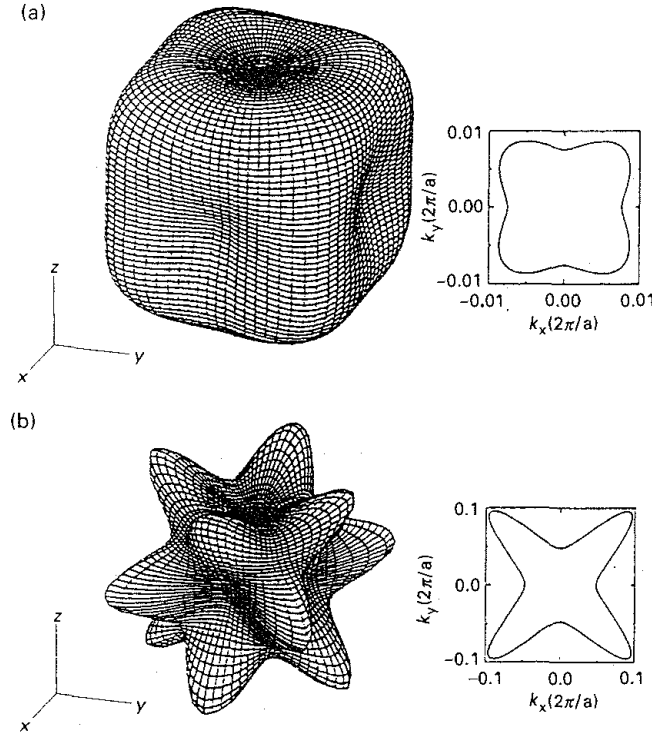 (a)
0.01
0.00
-0.01
k_y(2π/a)
-0.01 0.00 0.01
k_x(2π/a)
z
y
x
(b)
0.1
0.0
-0.1
k_y(2π/a)
-0.1 0.0 0.1
k_x(2π/a)
z
y
x